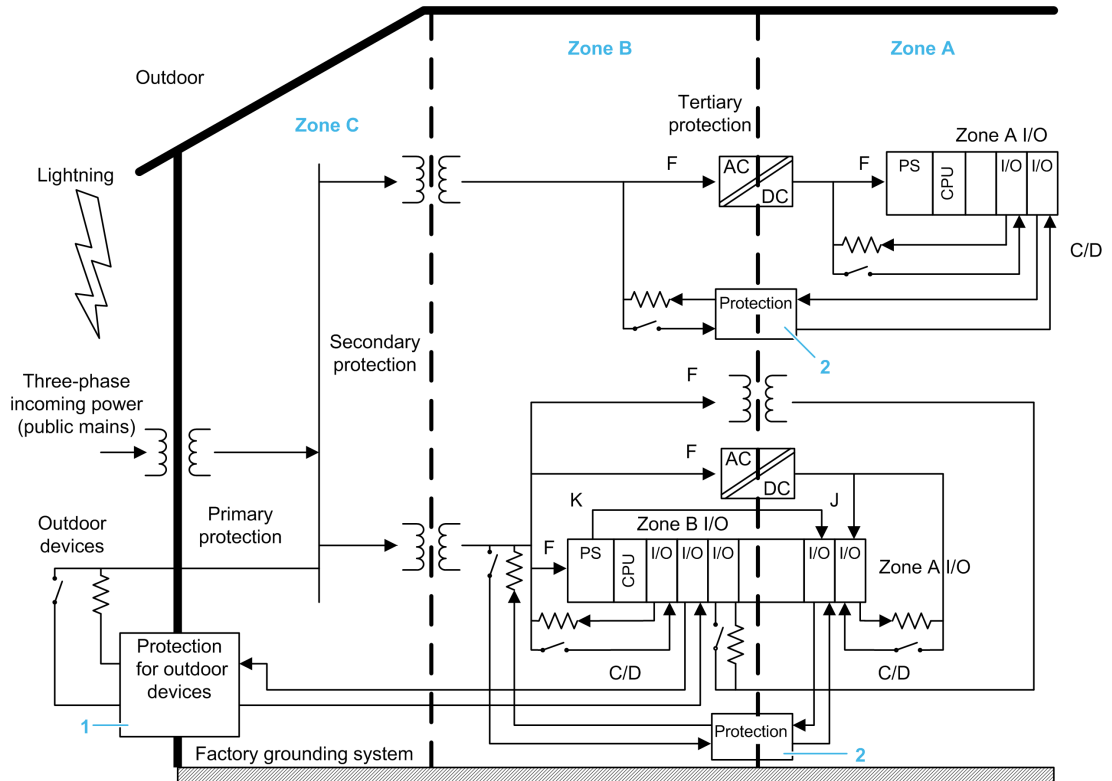 Zone B
Zone A
Outdoor
Zone C
Tertiary
protection
Zone A I/O
Lightning
F
AC
DC
F
PS
CPU
I/O
I/O
C/D
Protection
2
Secondary
protection
Three-phase
incoming power
(public mains)
F
F
AC
DC
K
J
Primary
protection
Outdoor
devices
Zone B I/O
F
PS
CPU
I/O
I/O
I/O
I/O
I/O
Zone A I/O
Protection
for outdoor
devices
C/D
C/D
1
Protection
2
Factory grounding system